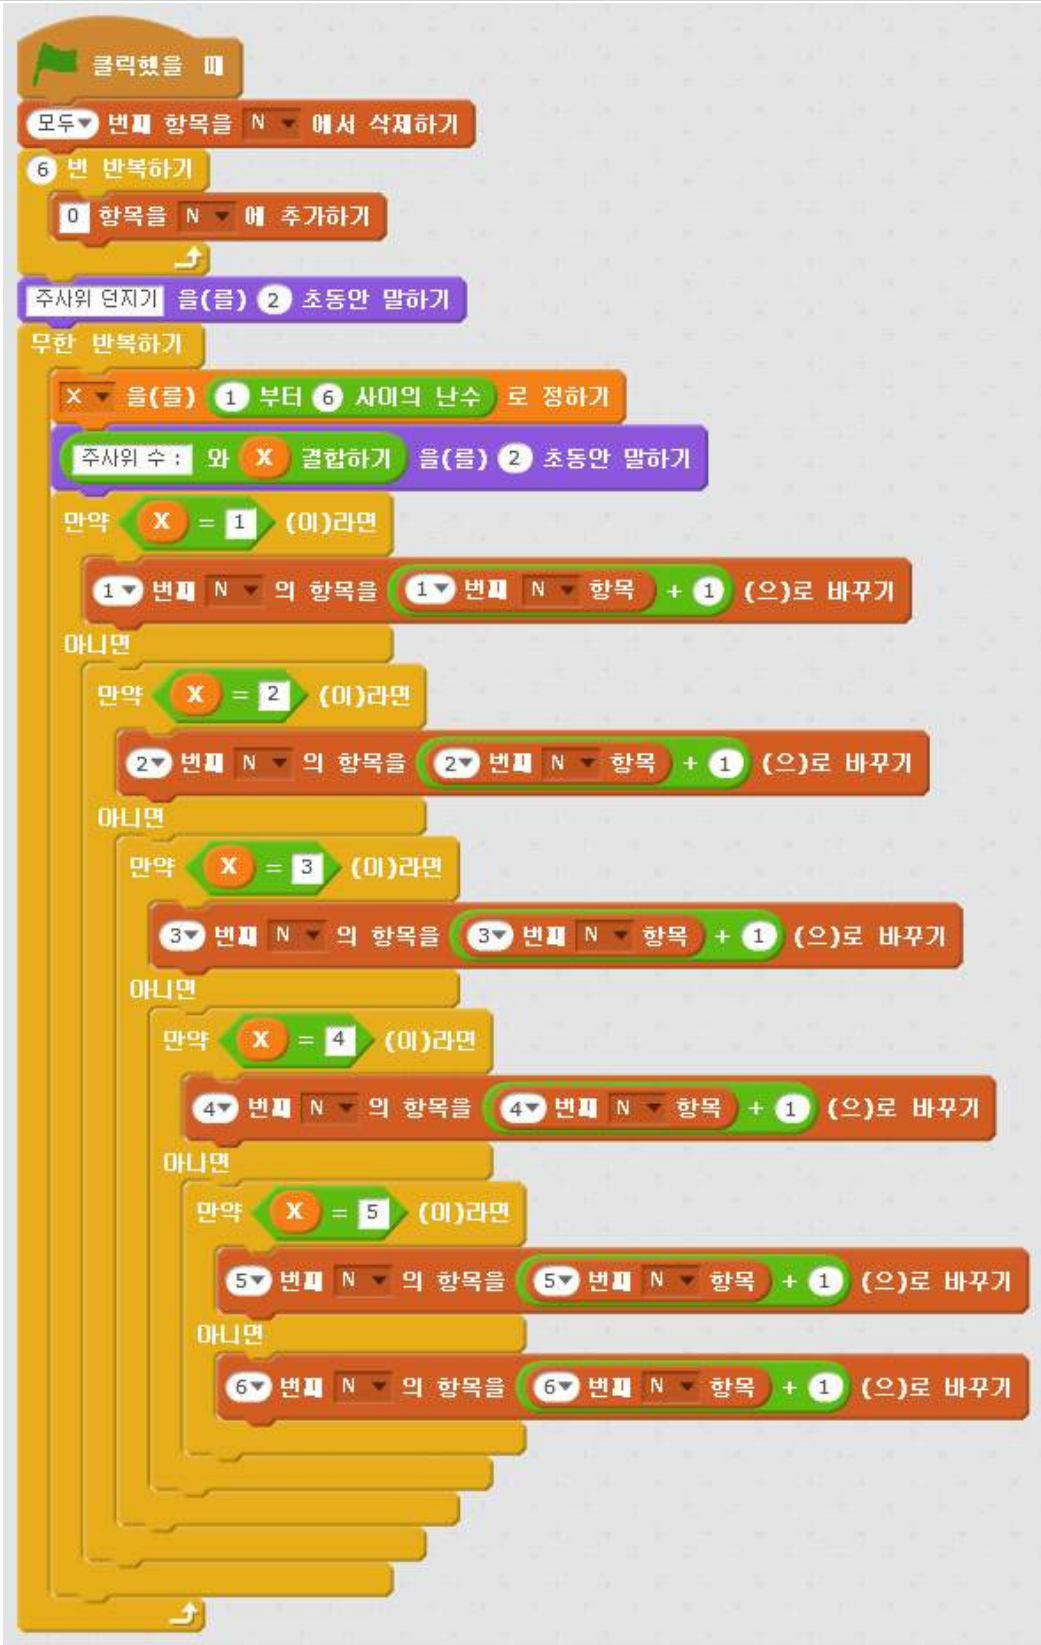 클릭했을 때
모두 번째 항목을 N 에서 삭제하기
6 번 반복하기
0 항목을 N 에 추가하기
주사위 던지기 을(를) 2 초동안 말하기
무한 반복하기
X 을(를) 1 부터 6 사이의 난수 로 정하기
주사위 수 : 와 X 결합하기 을(를) 2 초동안 말하기
만약 X = 1 (이)라면
1 번째 N 의 항목을 1 번째 N 항목 + 1 (으)로 바꾸기
아니면
만약 X = 2 (이)라면
2 번째 N 의 항목을 2 번째 N 항목 + 1 (으)로 바꾸기
아니면
만약 X = 3 (이)라면
3 번째 N 의 항목을 3 번째 N 항목 + 1 (으)로 바꾸기
아니면
만약 X = 4 (이)라면
4 번째 N 의 항목을 4 번째 N 항목 + 1 (으)로 바꾸기
아니면
만약 X = 5 (이)라면
5 번째 N 의 항목을 5 번째 N 항목 + 1 (으)로 바꾸기
아니면
6 번째 N 의 항목을 6 번째 N 항목 + 1 (으)로 바꾸기